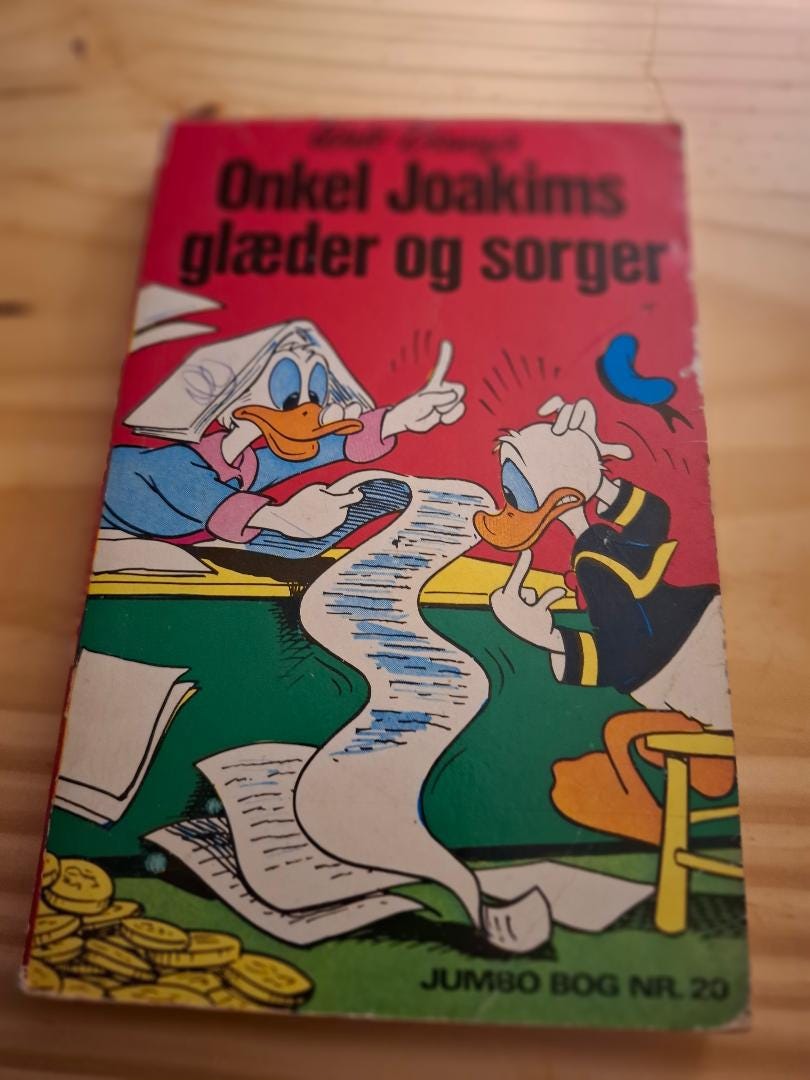 Walt Disney's
Onkel Joakims
glæder og sorger
JUMBO BOG NR. 20